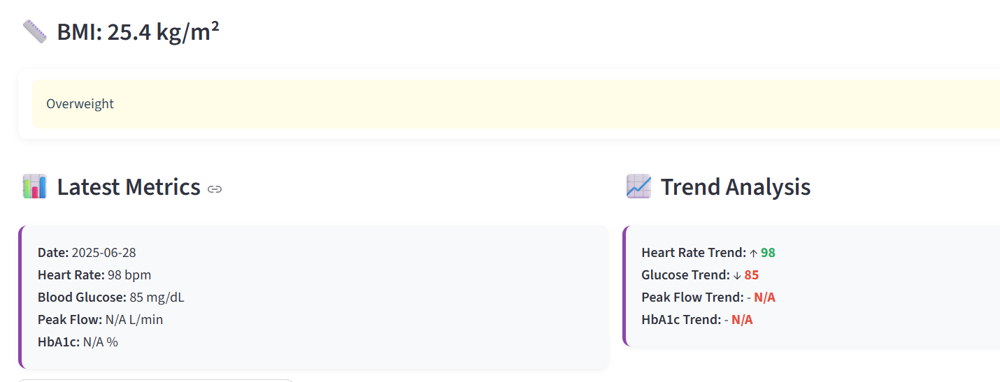 BMI: 25.4 kg/m²
Overweight
Latest Metrics
Date: 2025-06-28
Heart Rate: 98 bpm
Blood Glucose: 85 mg/dL
Peak Flow: N/A L/min
HbA1c: N/A %
Trend Analysis
Heart Rate Trend: ↑ 98
Glucose Trend: ↓ 85
Peak Flow Trend: - N/A
HbA1c Trend: - N/A